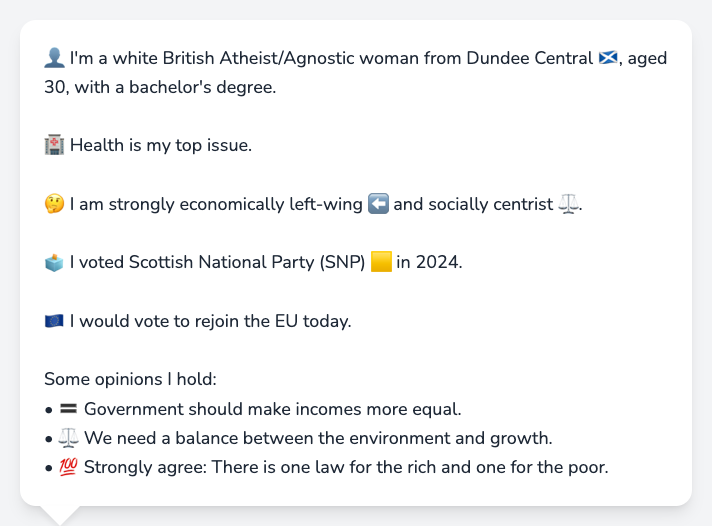 👤 I'm a white British Atheist/Agnostic woman from Dundee Central 🏴󠁧󠁢󠁳󠁣󠁴󠁿, aged
30, with a bachelor's degree.
🏥 Health is my top issue.
🤔 I am strongly economically left-wing ⬅️ and socially centrist ⚖️.
🗳️ I voted Scottish National Party (SNP) 🟨 in 2024.
🇪🇺 I would vote to rejoin the EU today.
Some opinions I hold:
• 🟰 Government should make incomes more equal.
• ⚖️ We need a balance between the environment and growth.
• 💯 Strongly agree: There is one law for the rich and one for the poor.